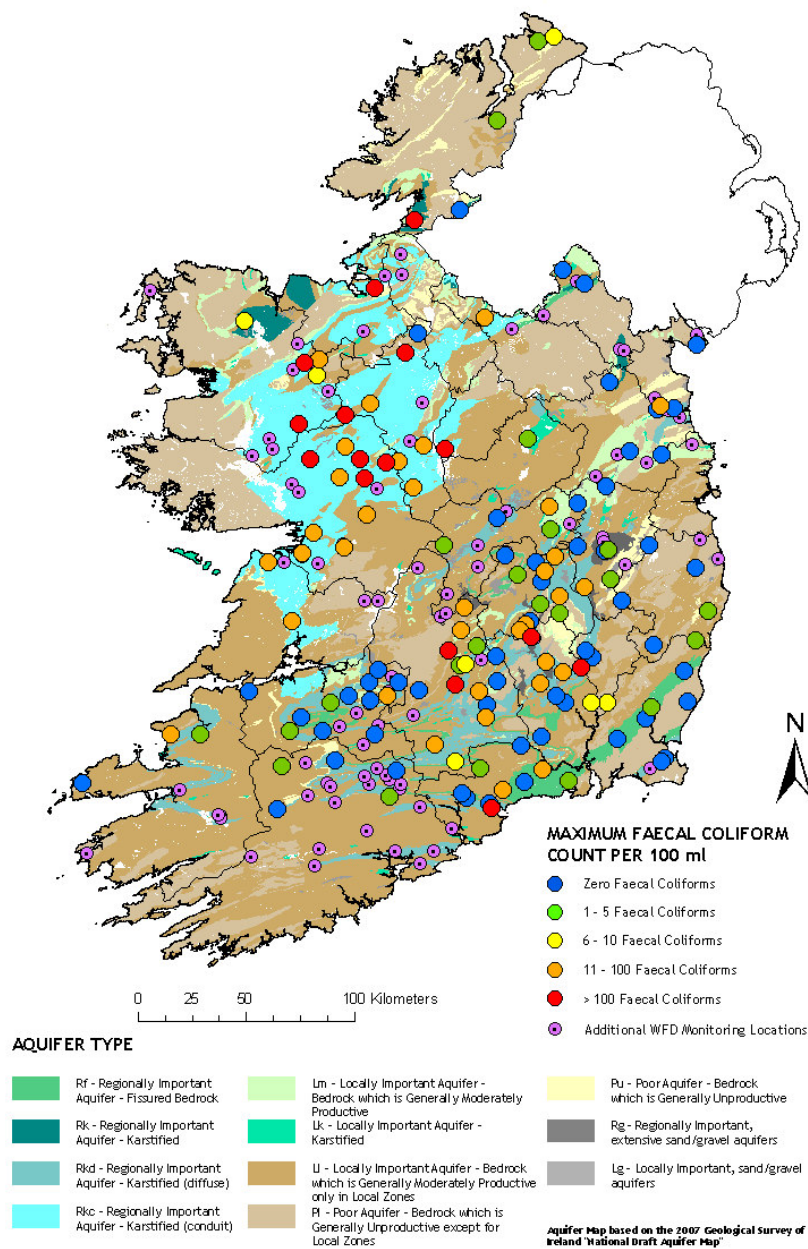 N
MAXIMUM FAECAL COLIFORM
COUNT PER 100 ml
Zero Faecal Coliforms
1 - 5 Faecal Coliforms
6 - 10 Faecal Coliforms
11 - 100 Faecal Coliforms
> 100 Faecal Coliforms
Additional WFD Monitoring Locations
0 25 50 100 Kilometers
AQUIFER TYPE
Rf - Regionally Important
Aquifer - Fissured Bedrock
Rk - Regionally Important
Aquifer - Karstified
Rkd - Regionally Important
Aquifer - Karstified (diffuse)
Rkc - Regionally Important
Aquifer - Karstified (conduit)
Lm - Locally Important Aquifer -
Bedrock which is Generally Moderately
Productive
Lk - Locally Important Aquifer -
Karstified
Ll - Locally Important Aquifer - Bedrock
which is Generally Moderately Productive
only in Local Zones
Pl - Poor Aquifer - Bedrock which is
Generally Unproductive except for
Local Zones
Pu - Poor Aquifer - Bedrock
which is Generally Unproductive
Rg - Regionally Important,
extensive sand/gravel aquifers
Lg - Locally Important, sand/gravel
aquifers
Aquifer Map based on the 2007 Geological Survey of
Ireland "National Draft Aquifer Map"